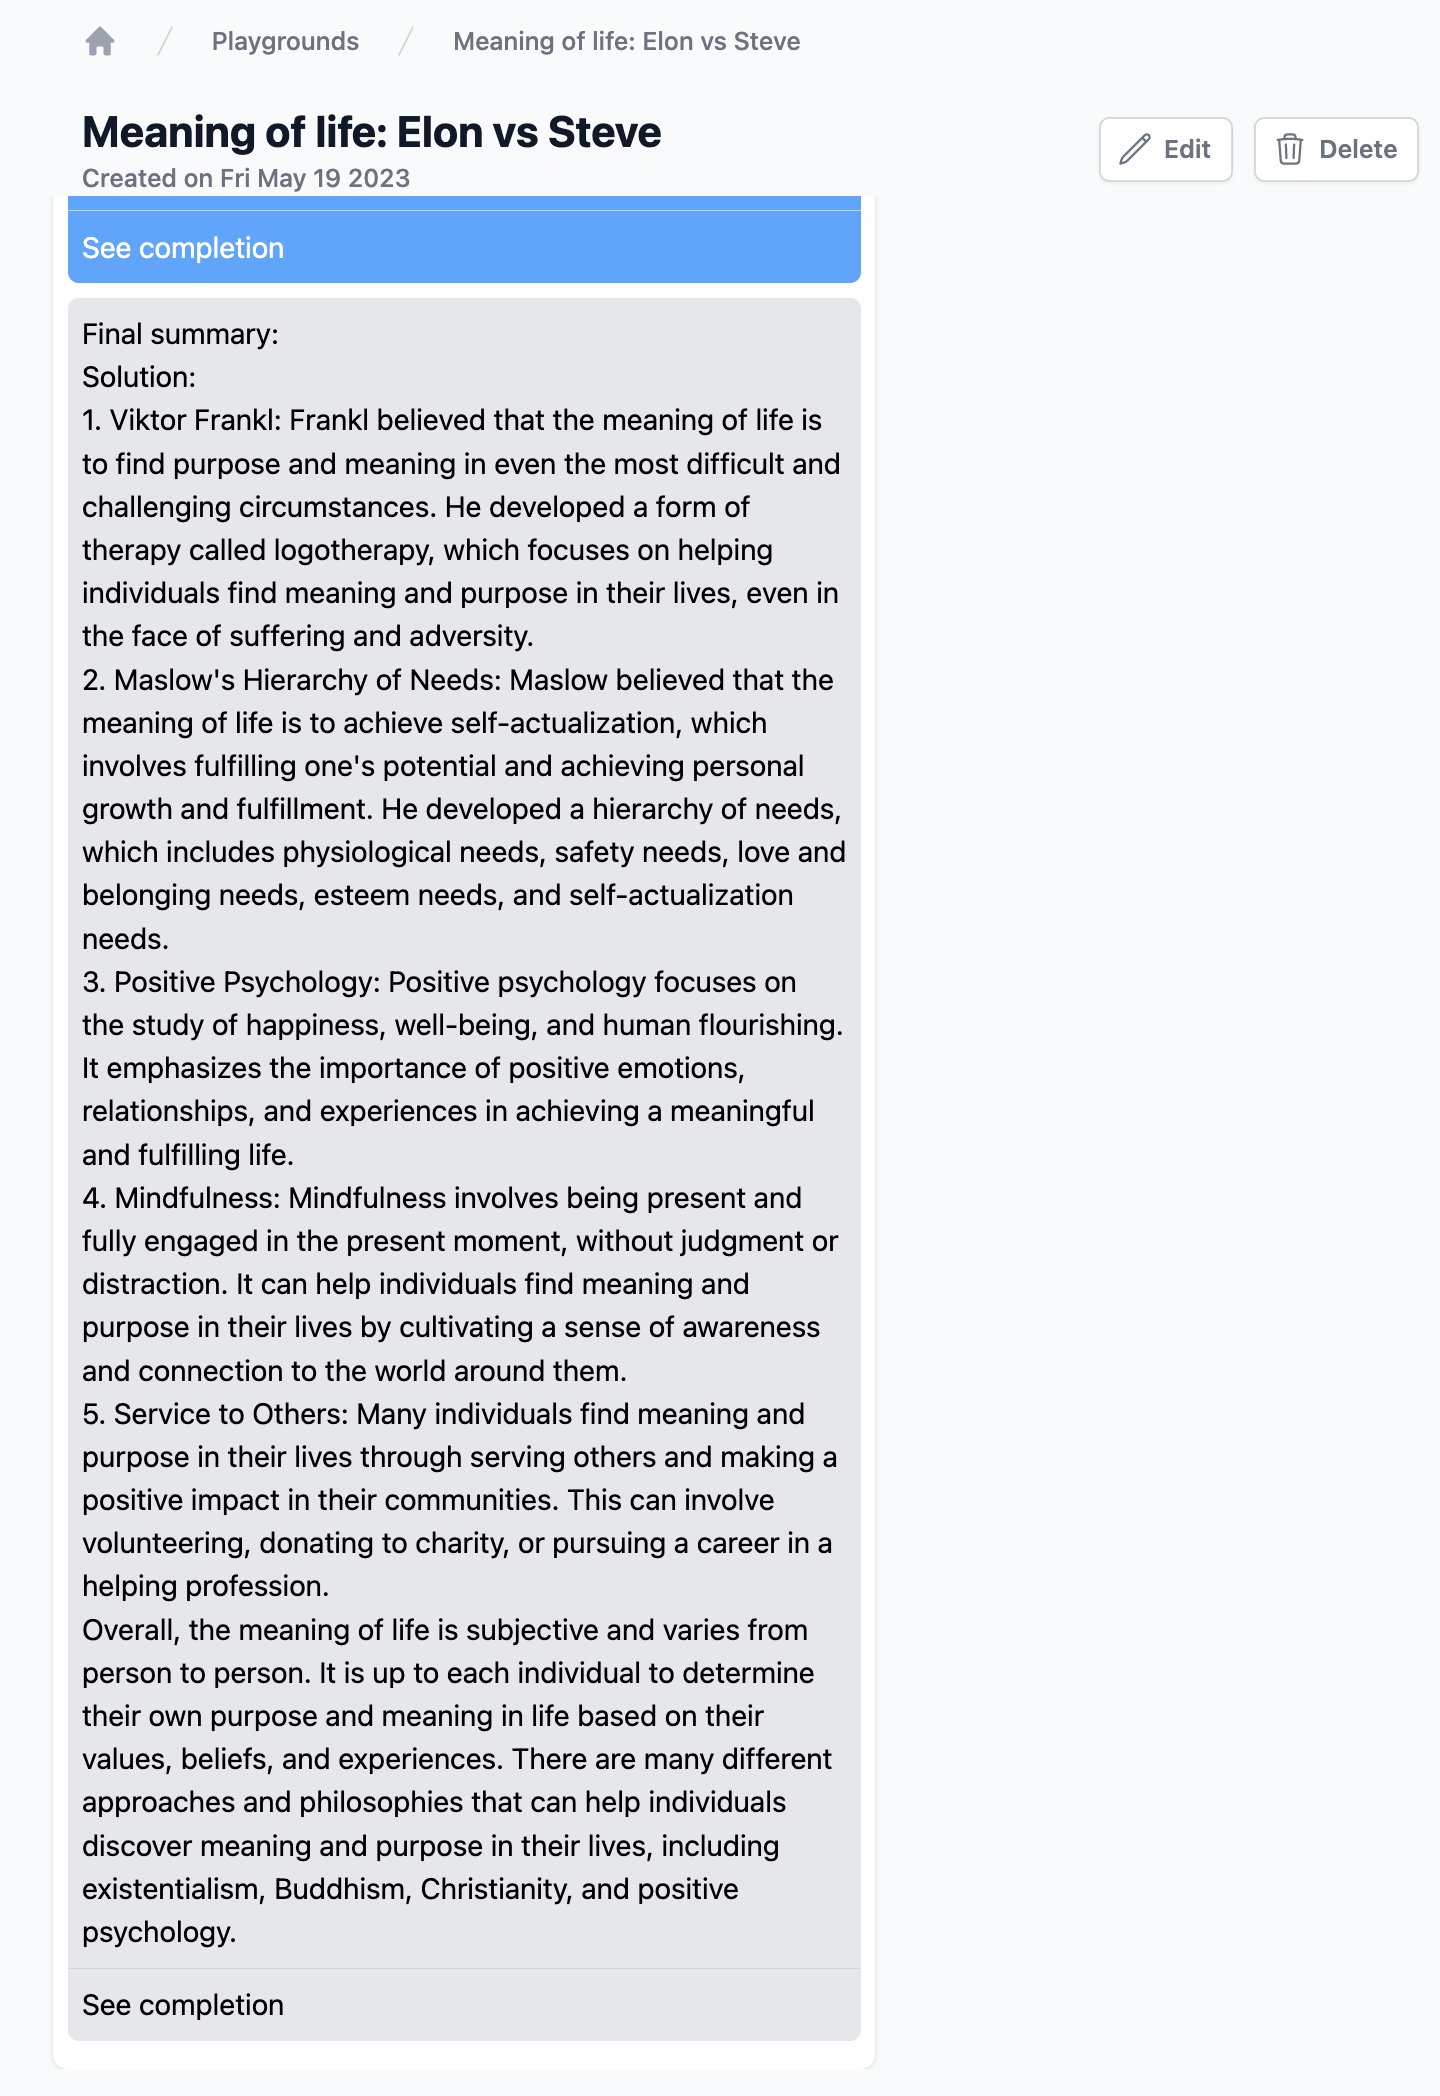 Playgrounds
Meaning of life: Elon vs Steve
Meaning of life: Elon vs Steve
Created on Fri May 19 2023
Edit
Delete
See completion
Final summary:
Solution:
1. Viktor Frankl: Frankl believed that the meaning of life is
to find purpose and meaning in even the most difficult and
challenging circumstances. He developed a form of
therapy called logotherapy, which focuses on helping
individuals find meaning and purpose in their lives, even in
the face of suffering and adversity.
2. Maslow's Hierarchy of Needs: Maslow believed that the
meaning of life is to achieve self-actualization, which
involves fulfilling one's potential and achieving personal
growth and fulfillment. He developed a hierarchy of needs,
which includes physiological needs, safety needs, love and
belonging needs, esteem needs, and self-actualization
needs.
3. Positive Psychology: Positive psychology focuses on
the study of happiness, well-being, and human flourishing.
It emphasizes the importance of positive emotions,
relationships, and experiences in achieving a meaningful
and fulfilling life.
4. Mindfulness: Mindfulness involves being present and
fully engaged in the present moment, without judgment or
distraction. It can help individuals find meaning and
purpose in their lives by cultivating a sense of awareness
and connection to the world around them.
5. Service to Others: Many individuals find meaning and
purpose in their lives through serving others and making a
positive impact in their communities. This can involve
volunteering, donating to charity, or pursuing a career in a
helping profession.
Overall, the meaning of life is subjective and varies from
person to person. It is up to each individual to determine
their own purpose and meaning in life based on their
values, beliefs, and experiences. There are many different
approaches and philosophies that can help individuals
discover meaning and purpose in their lives, including
existentialism, Buddhism, Christianity, and positive
psychology.
See completion